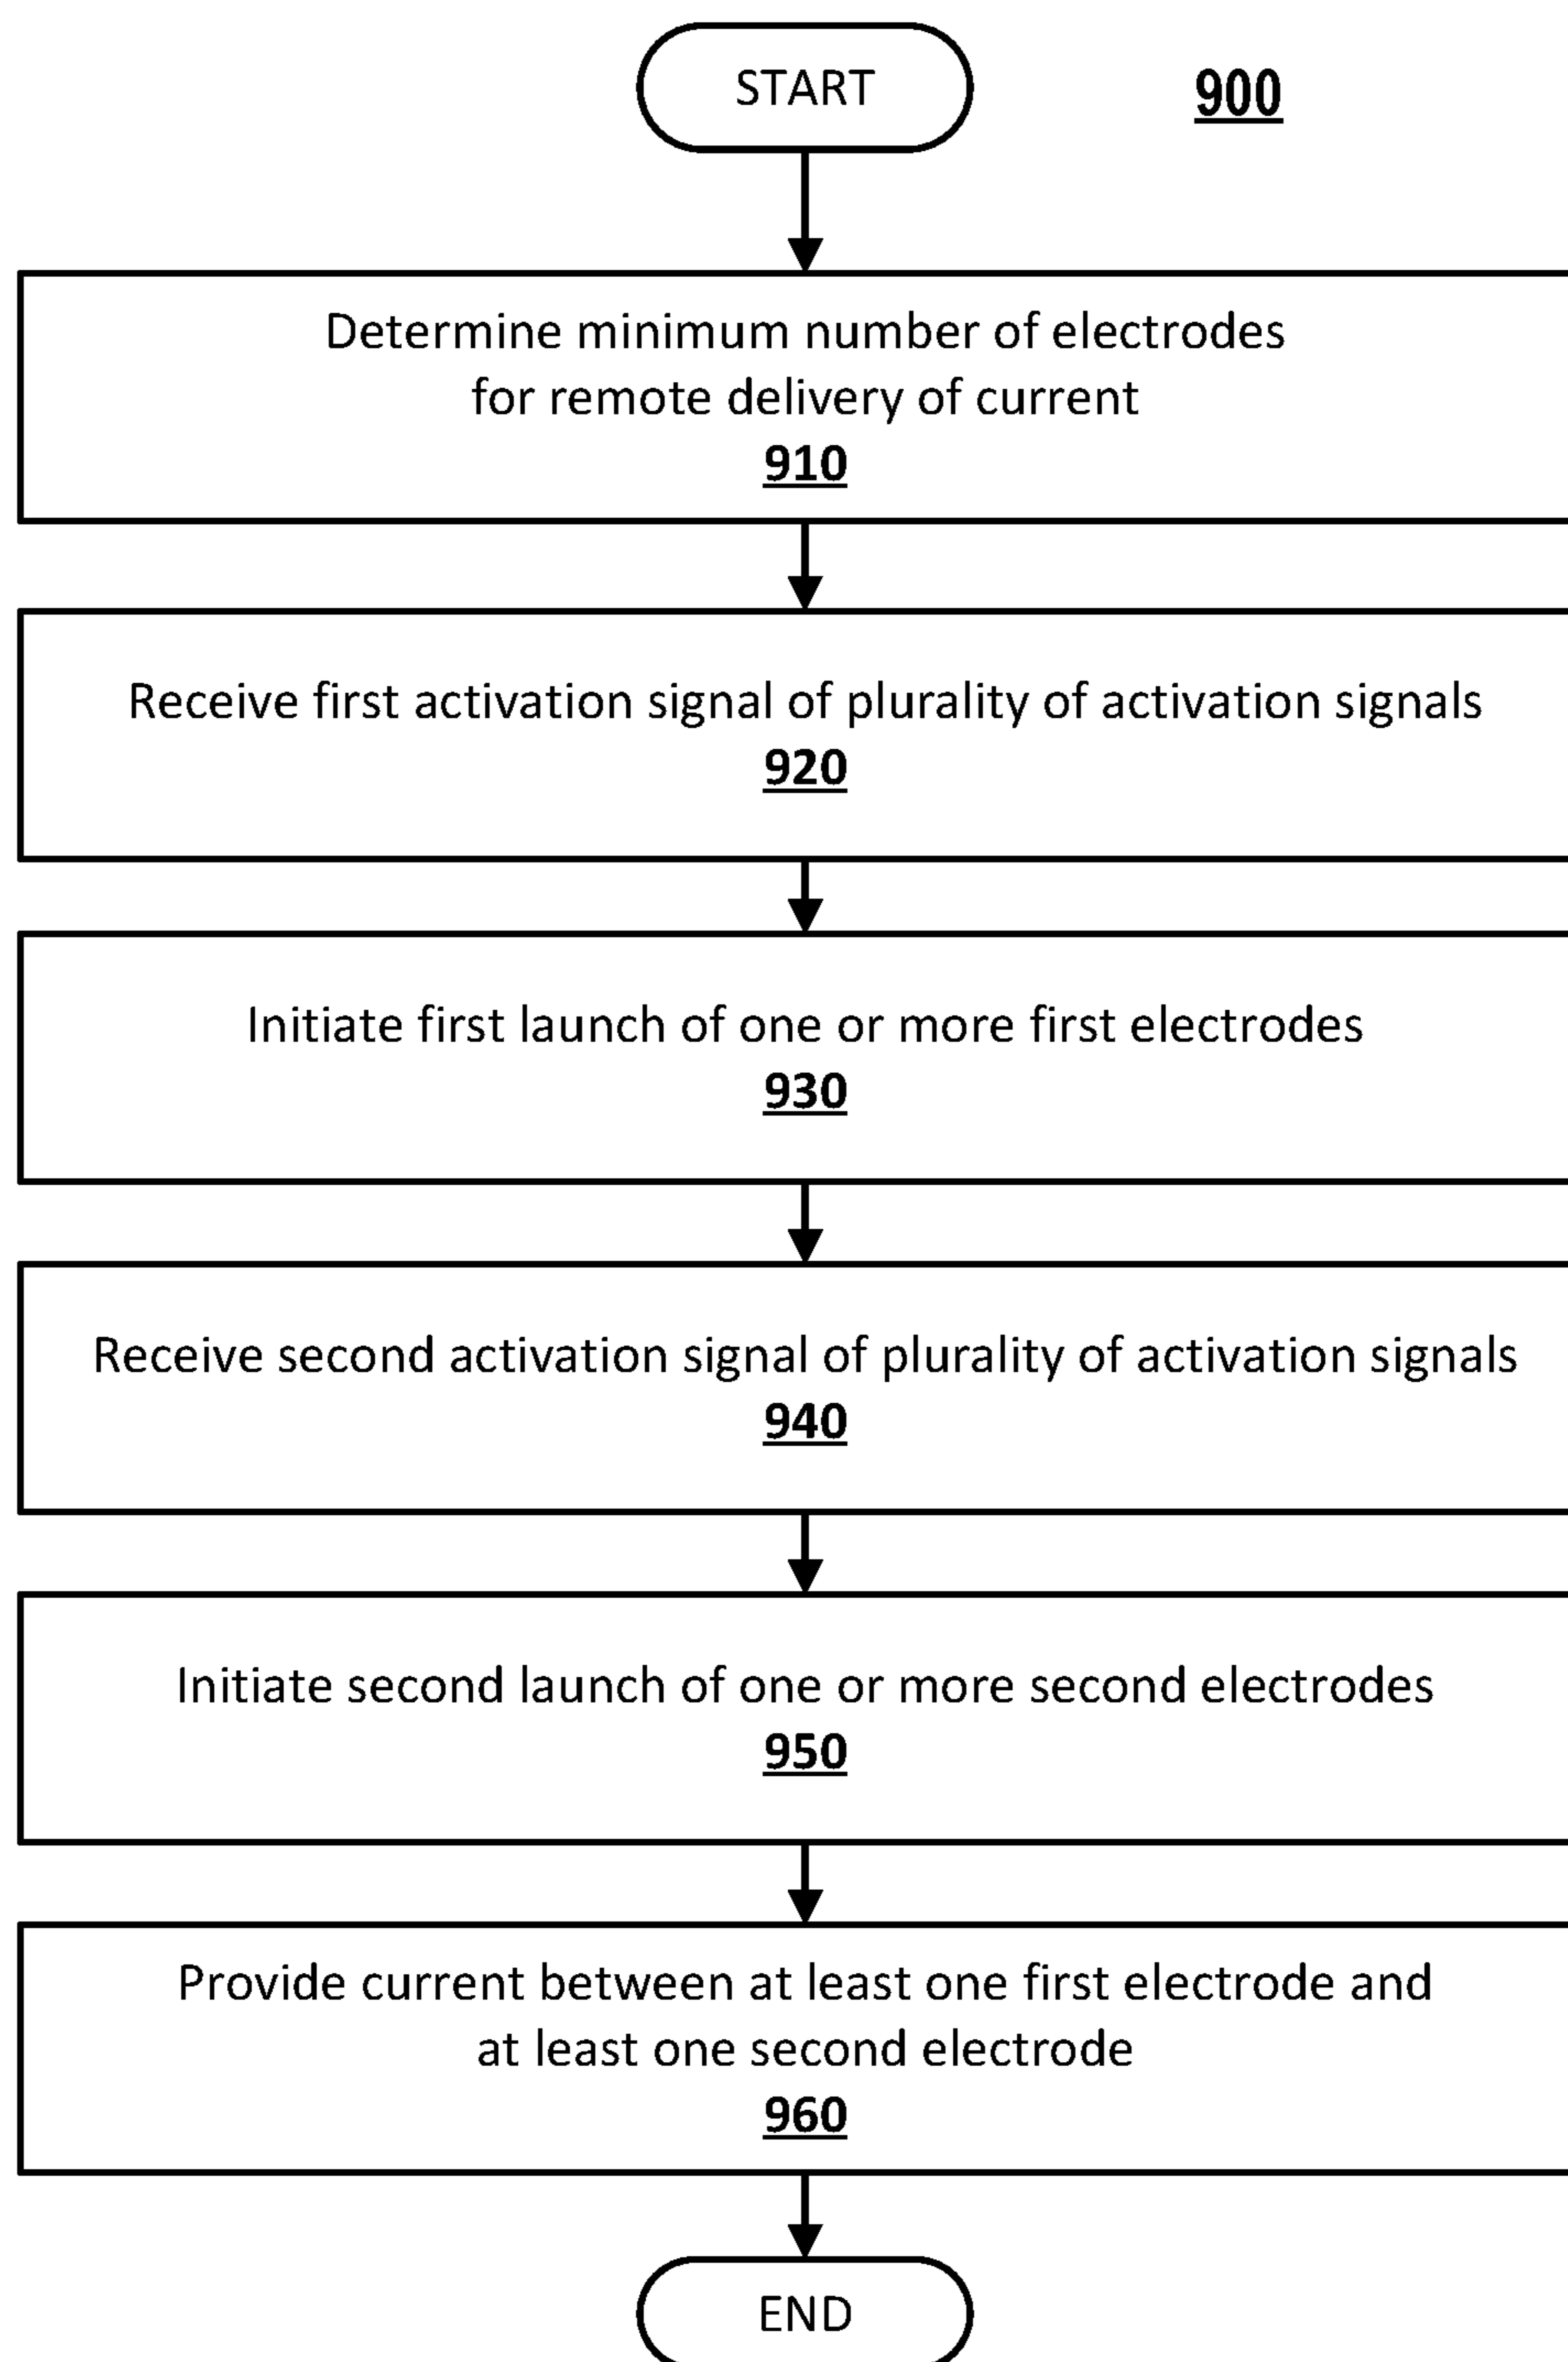 START
900
Determine minimum number of electrodes
for remote delivery of current
910
Receive first activation signal of plurality of activation signals
920
Initiate first launch of one or more first electrodes
930
Receive second activation signal of plurality of activation signals
940
Initiate second launch of one or more second electrodes
950
Provide current between at least one first electrode and
at least one second electrode
960
END